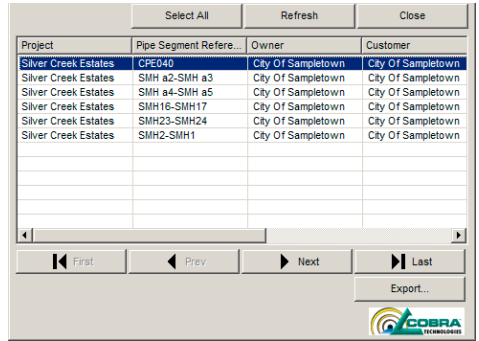 Select All Refresh Close
Project Pipe Segment Refere... Owner Customer
Silver Creek Estates CPE040 City Of Sampletown City Of Sampletown
Silver Creek Estates SMH a2-SMH a3 City Of Sampletown City Of Sampletown
Silver Creek Estates SMH a4-SMH a5 City Of Sampletown City Of Sampletown
Silver Creek Estates SMH16-SMH17 City Of Sampletown City Of Sampletown
Silver Creek Estates SMH23-SMH24 City Of Sampletown City Of Sampletown
Silver Creek Estates SMH2-SMH1 City Of Sampletown City Of Sampletown
First Prev Next Last
Export...
COBRA
TECHNOLOGIES